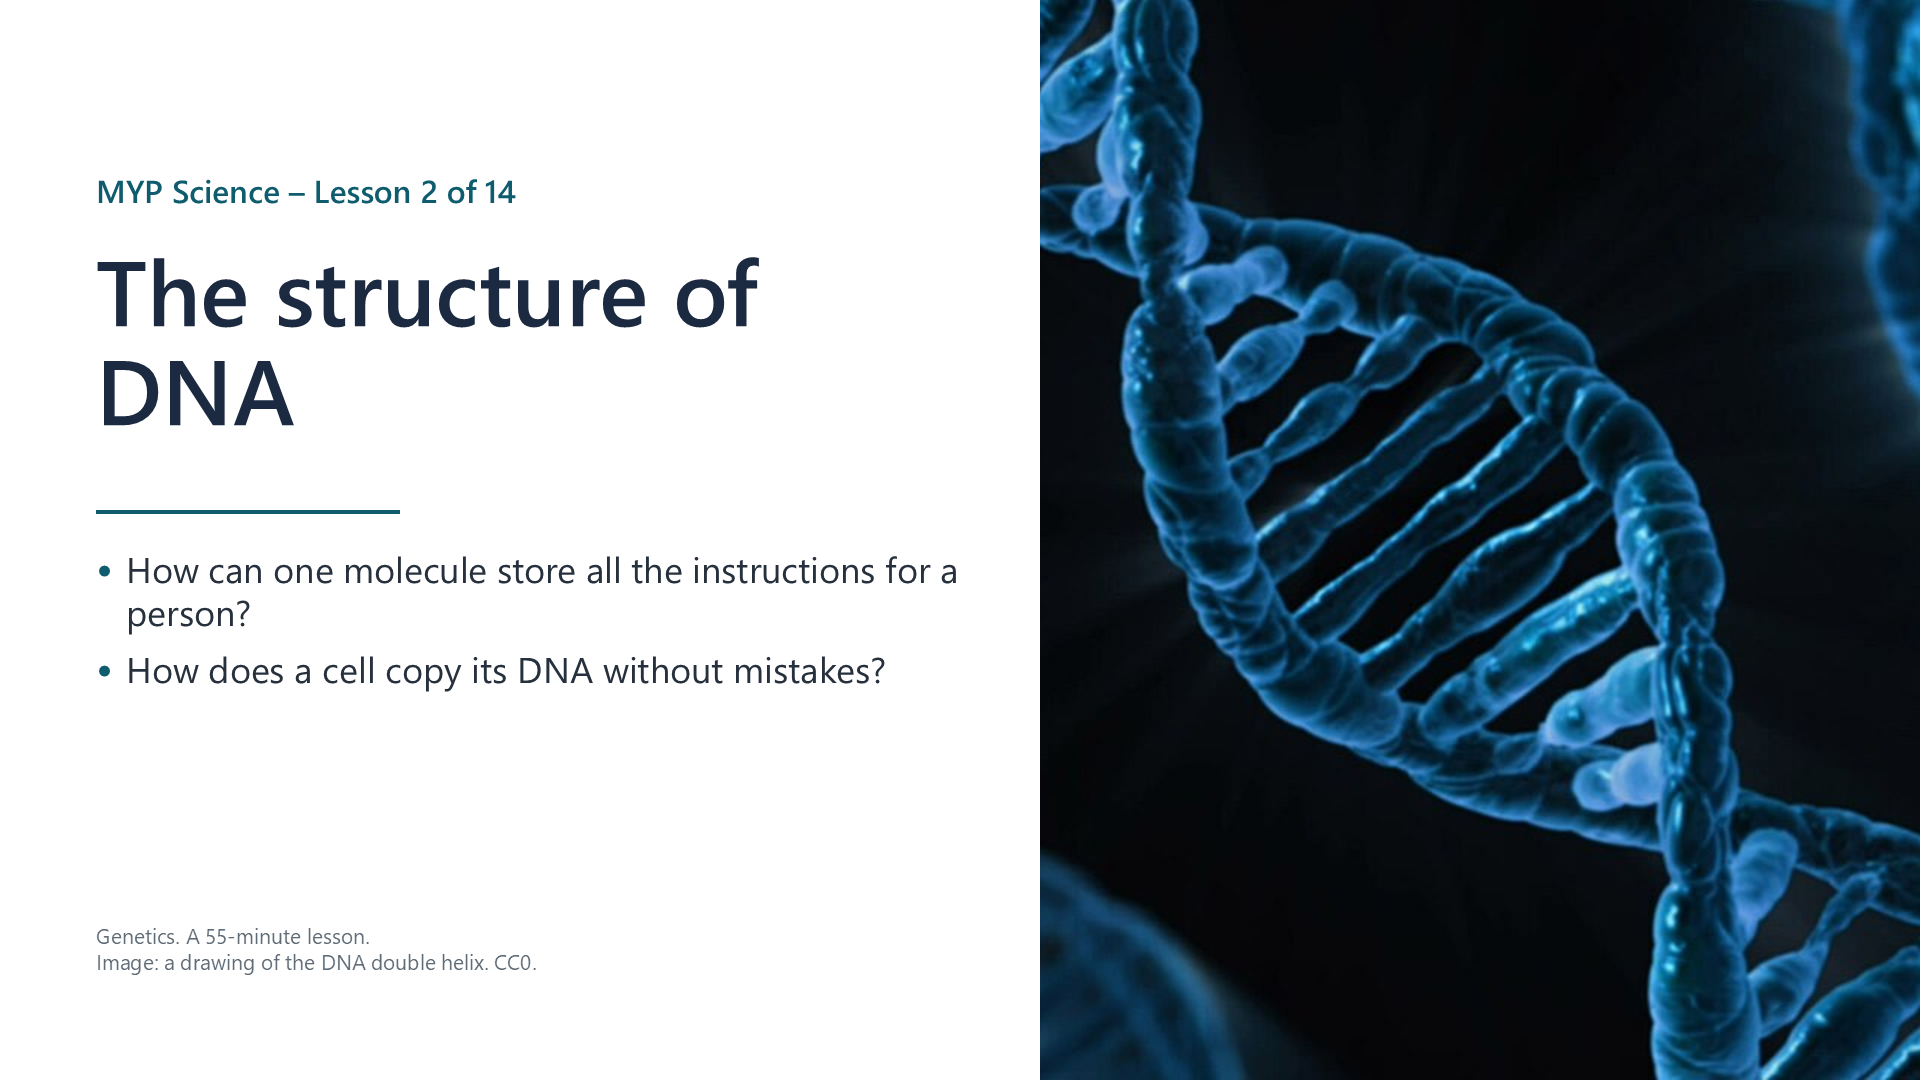 MYP Science – Lesson 2 of 14
The structure of
DNA
• How can one molecule store all the instructions for a
person?
• How does a cell copy its DNA without mistakes?
Genetics. A 55-minute lesson.
Image: a drawing of the DNA double helix. CC0.